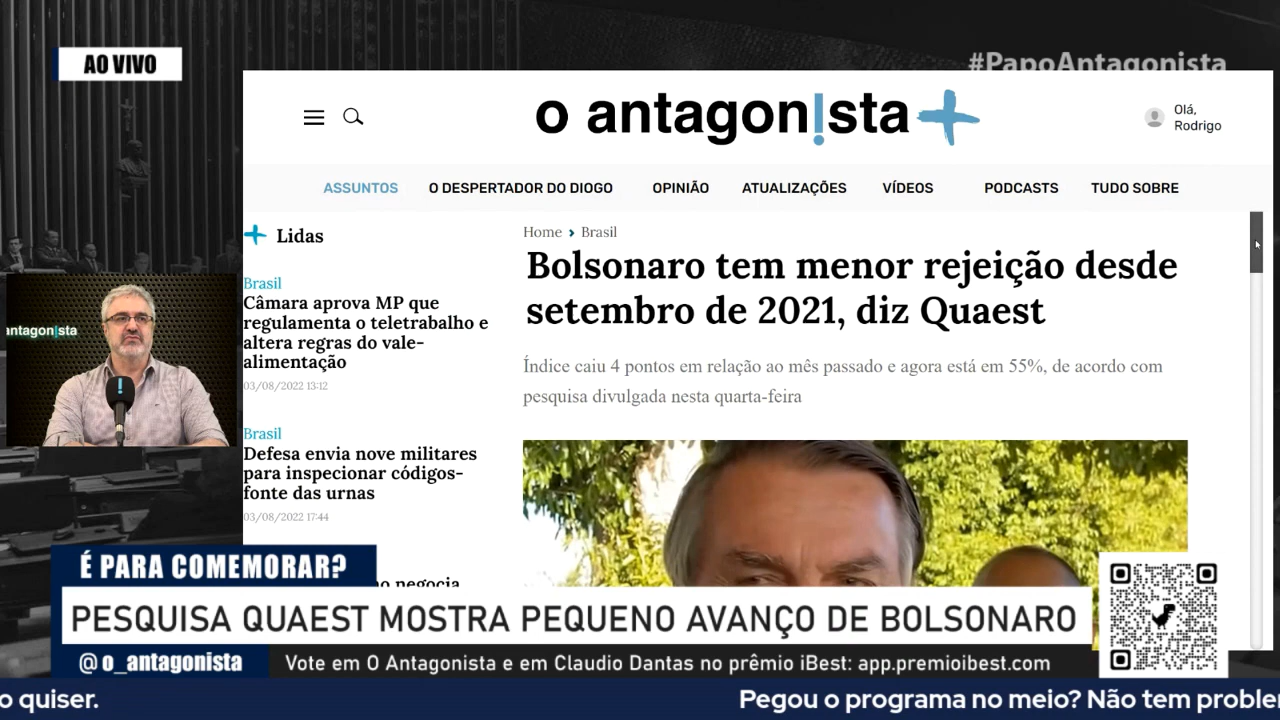 AO VIVO
#PapoAntagonista
o antagon!sta+
Olá,
Rodrigo
ASSUNTOS
O DESPERTADOR DO DIOGO
OPINIÃO
ATUALIZAÇÕES
VÍDEOS
PODCASTS
TUDO SOBRE
+ Lidas
Brasil
Câmara aprova MP que
regulamenta o teletrabalho e
altera regras do vale-
alimentação
03/08/2022 13:12
Brasil
Defesa envia nove militares
para inspecionar códigos-
fonte das urnas
03/08/2022 17:44
negocia
Home › Brasil
Bolsonaro tem menor rejeição desde
setembro de 2021, diz Quaest
Índice caiu 4 pontos em relação ao mês passado e agora está em 55%, de acordo com
pesquisa divulgada nesta quarta-feira
antagon!sta
É PARA COMEMORAR?
PESQUISA QUAEST MOSTRA PEQUENO AVANÇO DE BOLSONARO
@o_antagonista
Vote em O Antagonista e em Claudio Dantas no prêmio iBest: app.premioibest.com
o quiser.
Pegou o programa no meio? Não tem proble